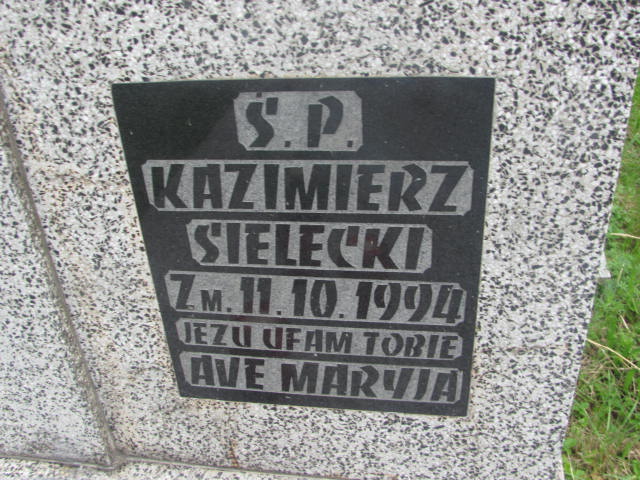 Ś. P.
KAZIMIERZ
SIELECKI
ZM. 11.10.1994
JEZU UFAM TOBIE
AVE MARYJA